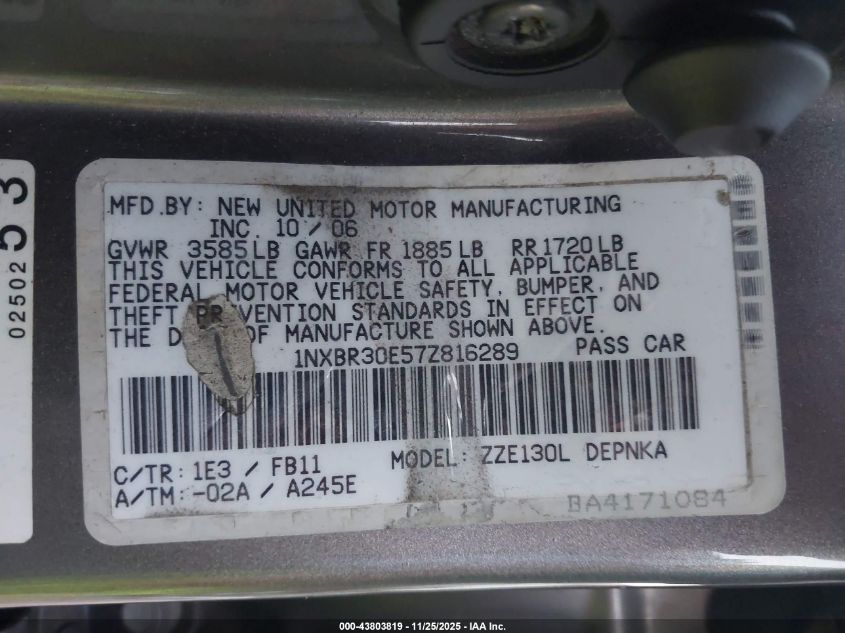 MFD.BY: NEW UNITED MOTOR MANUFACTURING
INC. 10 / 06
GVWR 3585LB GAWR FR 1885LB RR1720LB
THIS VEHICLE CONFORMS TO ALL APPLICABLE
FEDERAL MOTOR VEHICLE SAFETY, BUMPER, AND
THEFT PREVENTION STANDARDS IN EFFECT ON
THE D OF MANUFACTURE SHOWN ABOVE.
1NXBR30E57Z816289 PASS CAR
C/TR: 1E3 / FB11 MODEL: ZZE130L DEPNKA
A/TM: -02A / A245E
BA4171084
02502 53
000-43803819 - 11/25/2025 - IAA Inc.